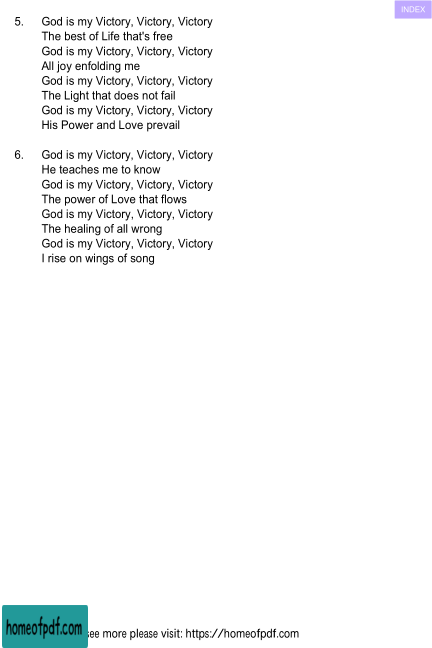 INDEX
5. God is my Victory, Victory, Victory
The best of Life that's free
God is my Victory, Victory, Victory
All joy enfolding me
God is my Victory, Victory, Victory
The Light that does not fail
God is my Victory, Victory, Victory
His Power and Love prevail
6. God is my Victory, Victory, Victory
He teaches me to know
God is my Victory, Victory, Victory
The power of Love that flows
God is my Victory, Victory, Victory
The healing of all wrong
God is my Victory, Victory, Victory
I rise on wings of song
homeofpdf.com see more please visit: https://homeofpdf.com